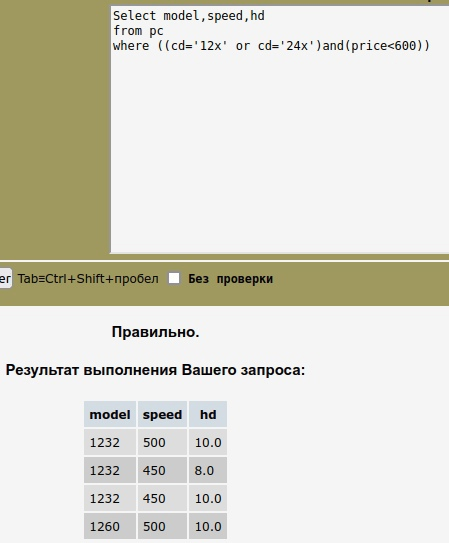 Select model,speed,hd
from pc
where ((cd='12x' or cd='24x')and(price<600))
er Tab≡Ctrl+Shift+пробел Без проверки
Правильно.
Результат выполнения Вашего запроса:
model speed hd
1232 500 10.0
1232 450 8.0
1232 450 10.0
1260 500 10.0